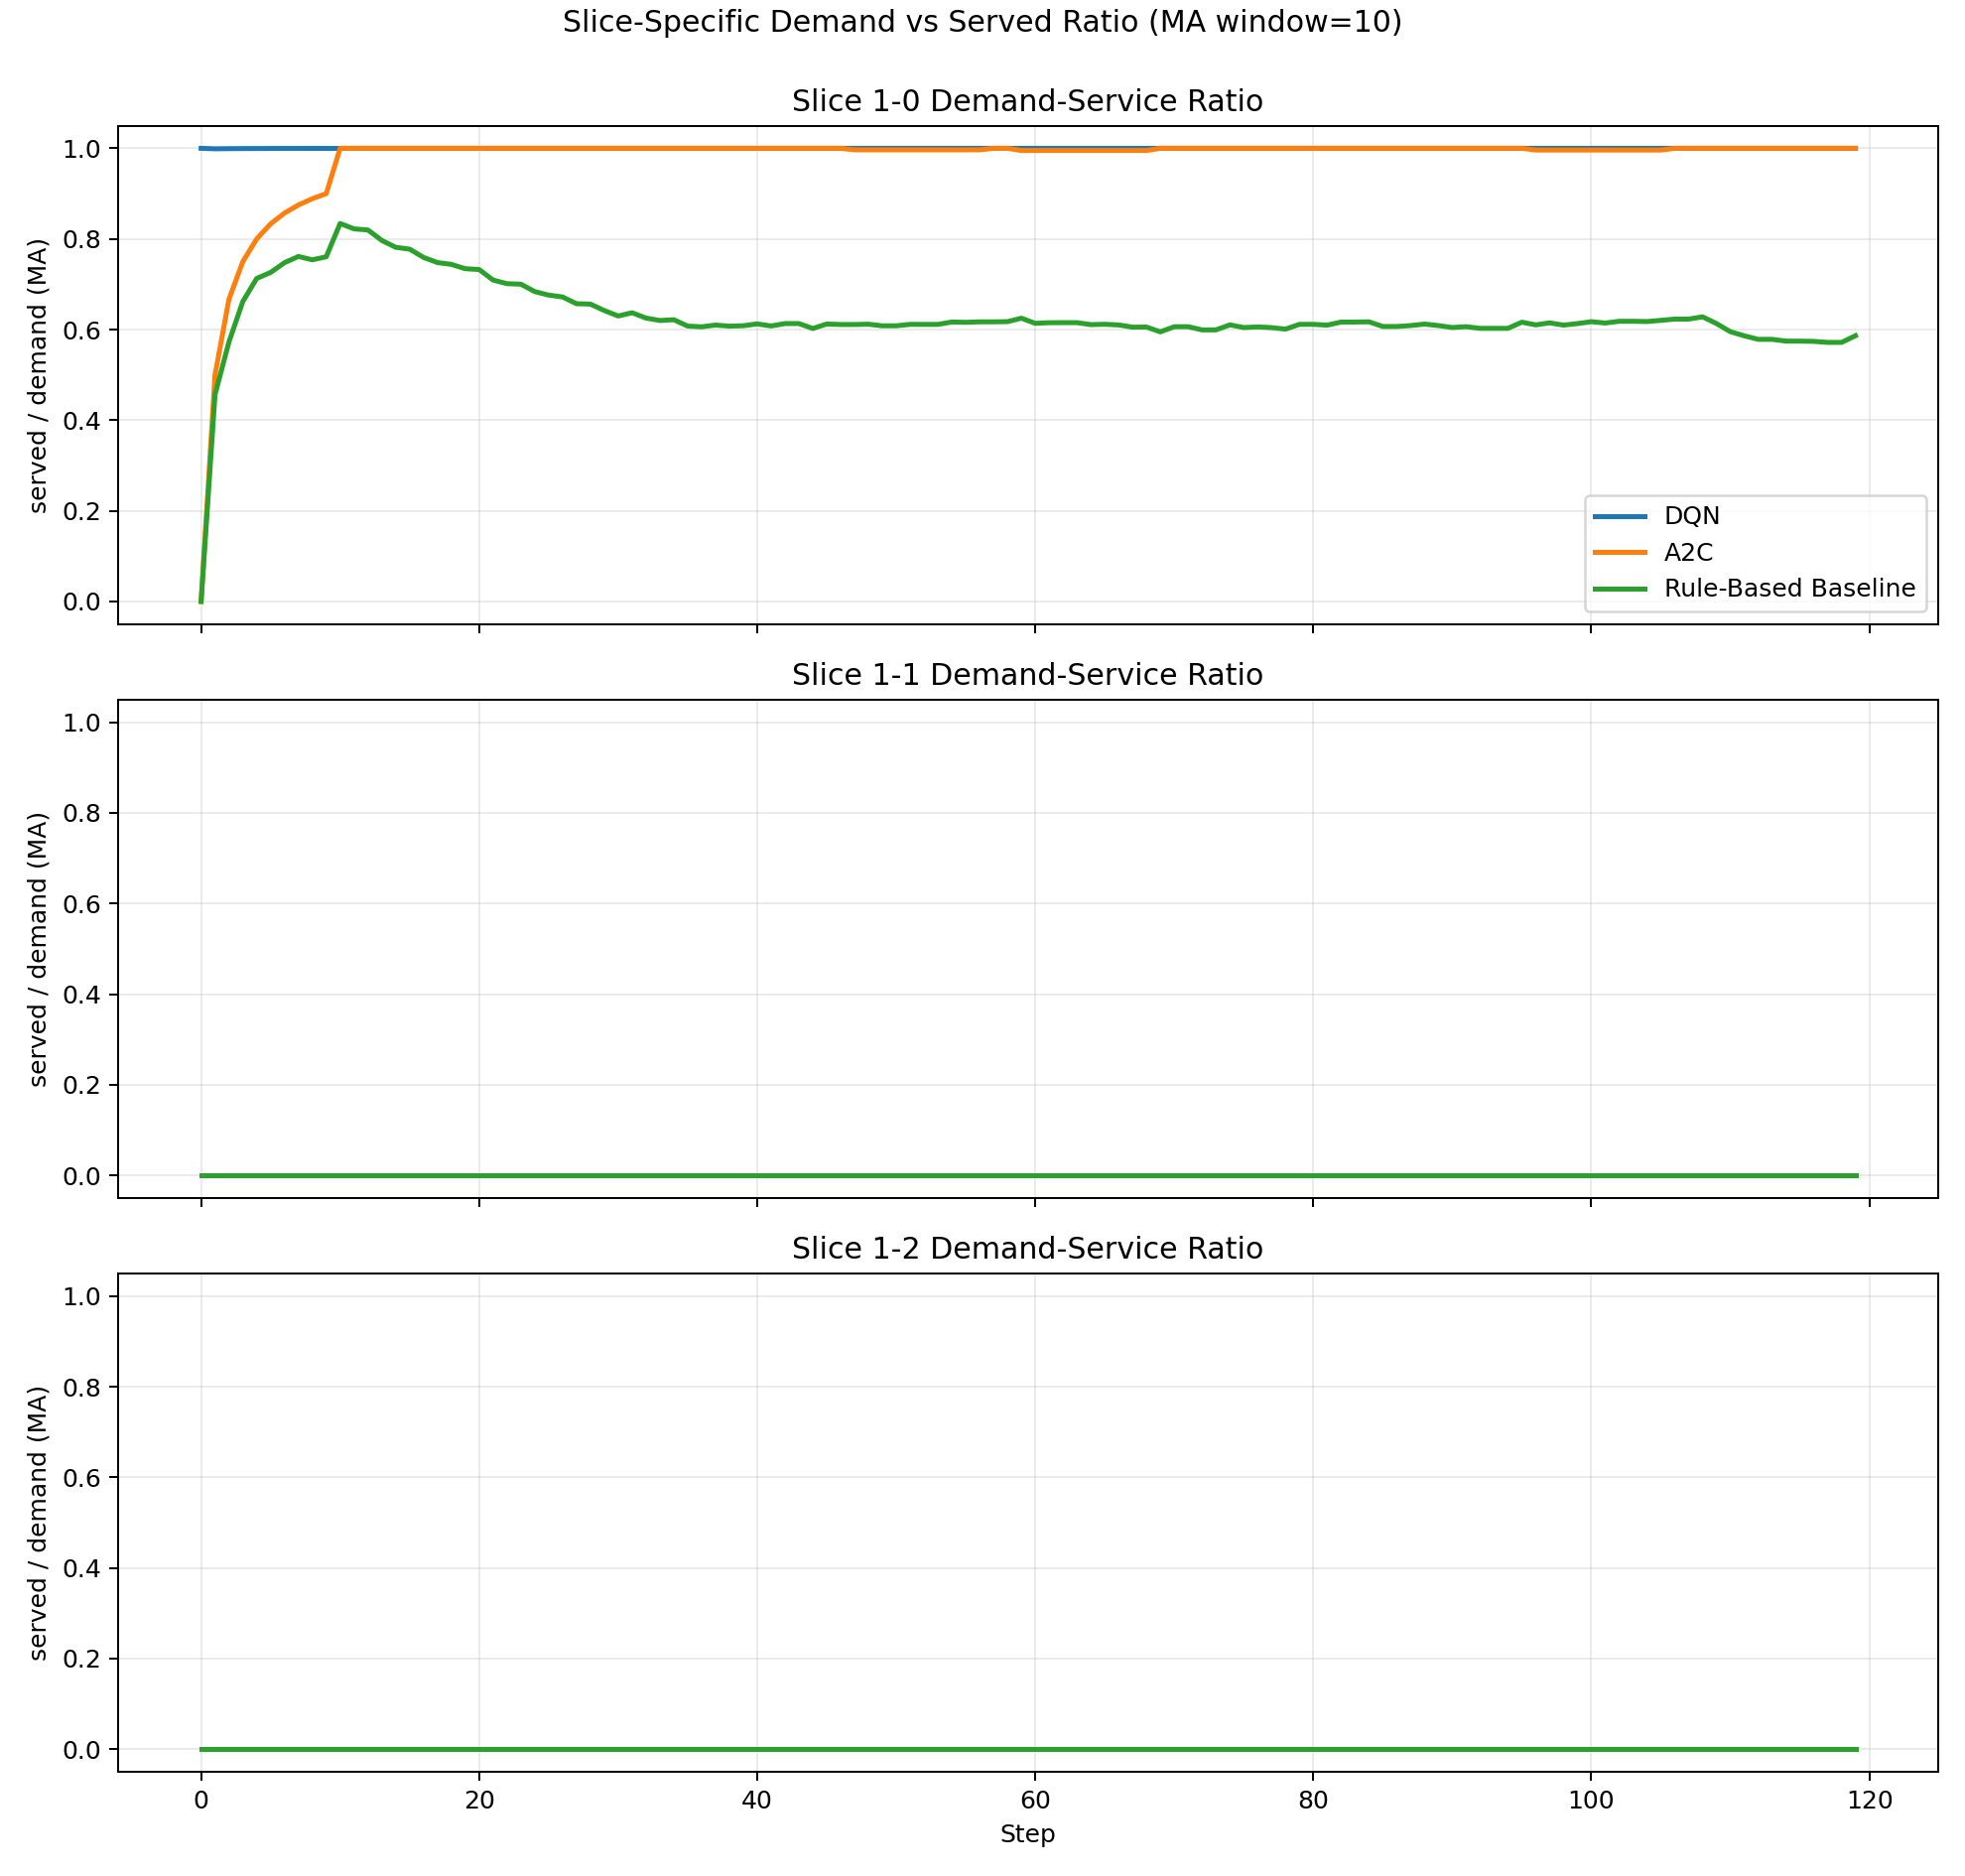 Slice-Specific Demand vs Served Ratio (MA window=10)
Slice 1-0 Demand-Service Ratio
served / demand (MA)
1.0
0.8
0.6
0.4
0.2
0.0
DQN
A2C
Rule-Based Baseline
Slice 1-1 Demand-Service Ratio
served / demand (MA)
1.0
0.8
0.6
0.4
0.2
0.0
Slice 1-2 Demand-Service Ratio
served / demand (MA)
1.0
0.8
0.6
0.4
0.2
0.0
0 20 40 60 80 100 120
Step